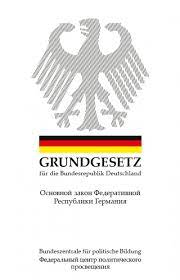 GRUNDGESETZ
für die Bundesrepublik Deutschland
Основной закон Федеративной
Республики Германия
Bundeszentrale für politische Bildung
Федеральный центр политического
просвещения